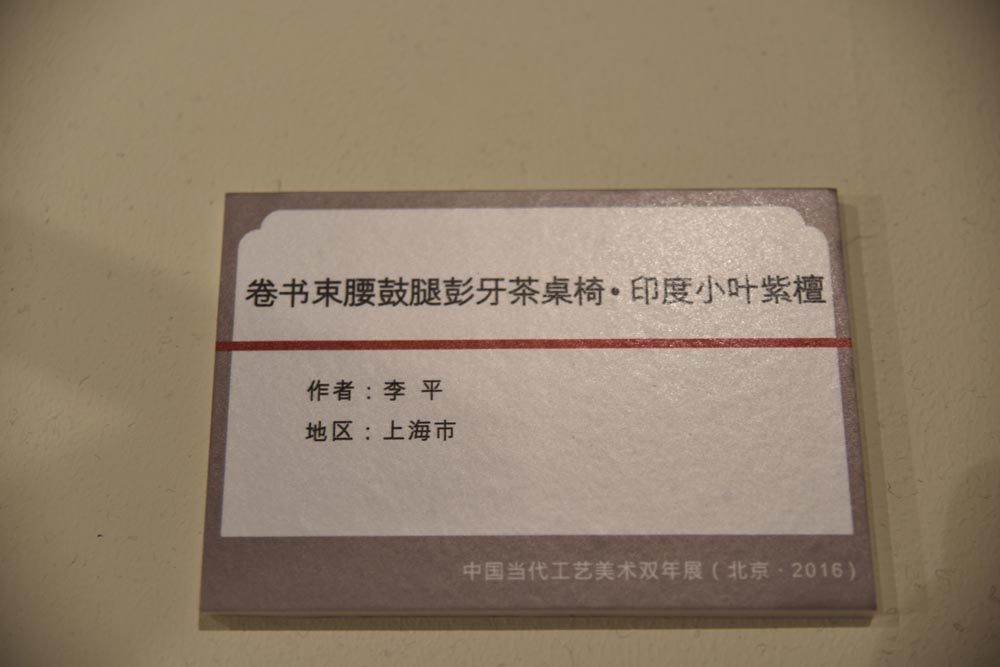 卷书束腰鼓腿彭牙茶桌椅·印度小叶紫檀
作者：李 平
地区：上海市
中国当代工艺美术双年展（北京·2016）